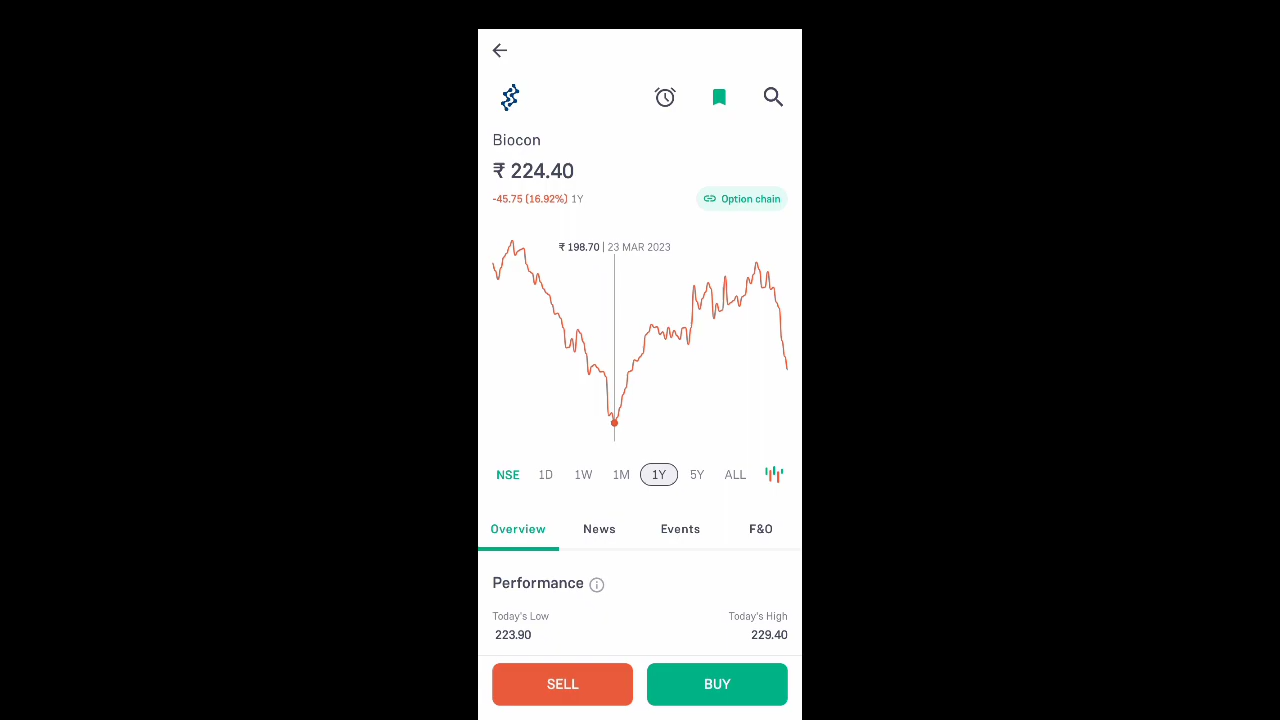 Biocon
₹ 224.40
-45.75 (16.92%) 1Y
Option chain
₹ 198.70 | 23 MAR 2023
NSE 1D 1W 1M 1Y 5Y ALL
Overview News Events F&O
Performance
Today's Low Today's High
223.90 229.40
SELL BUY